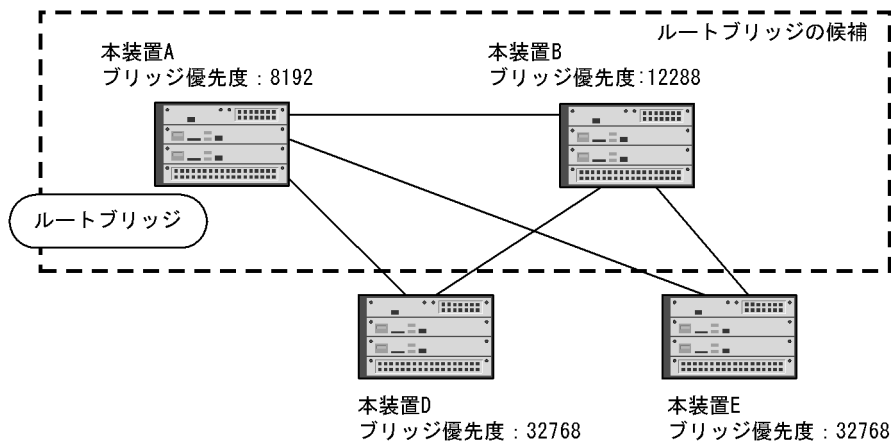 ルートブリッジの候補
本装置A
ブリッジ優先度：8192
本装置B
ブリッジ優先度:12288
ルートブリッジ
本装置D
ブリッジ優先度：32768
本装置E
ブリッジ優先度：32768